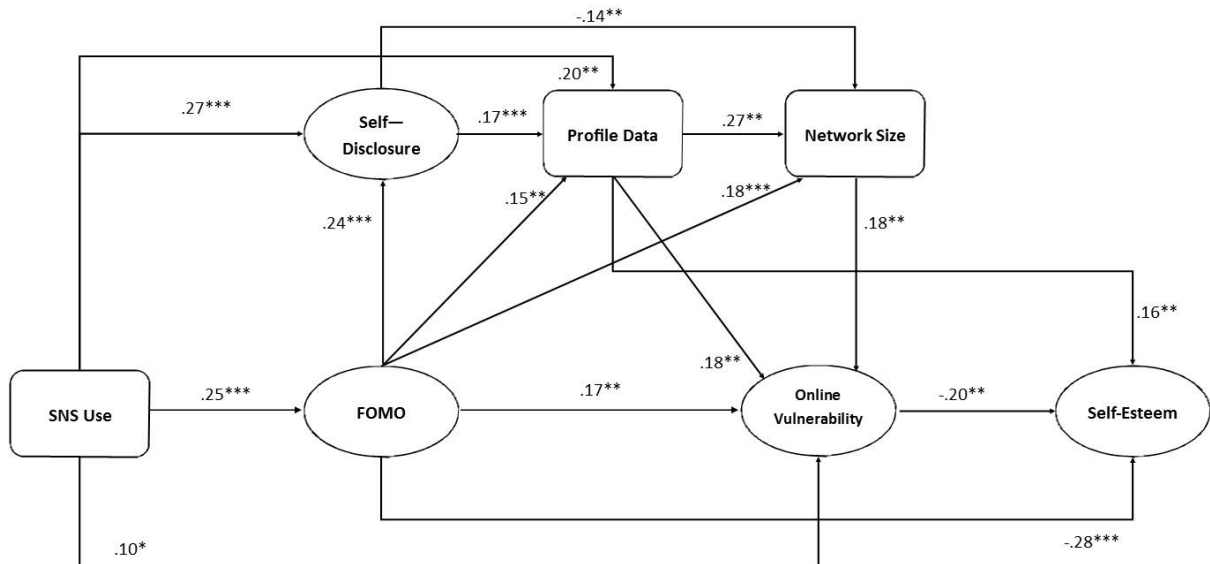 -.14**
.20**
.27***
Self—
Disclosure
.17***
Profile Data
.27**
Network Size
.24***
.15**
.18***
.18**
.16**
.18**
SNS Use
.25***
FOMO
.17**
Online
Vulnerability
-.20**
Self-Esteem
.10*
-.28***